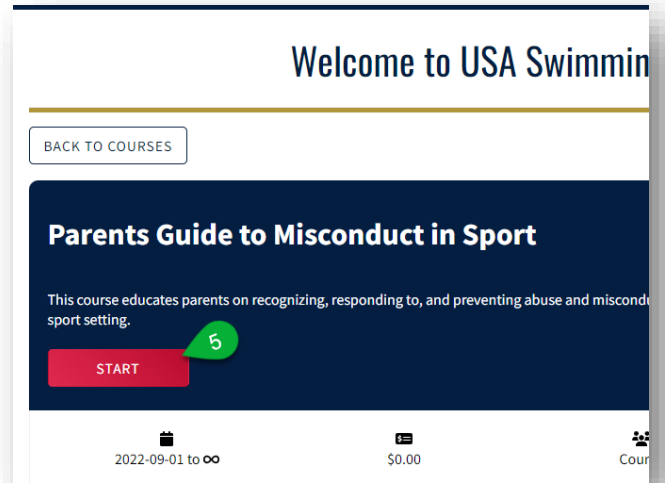 Welcome to USA Swimmin
BACK TO COURSES
Parents Guide to Misconduct in Sport
This course educates parents on recognizing, responding to, and preventing abuse and miscondu
sport setting.
5
START
2022-09-01 to ∞
$0.00
Cour